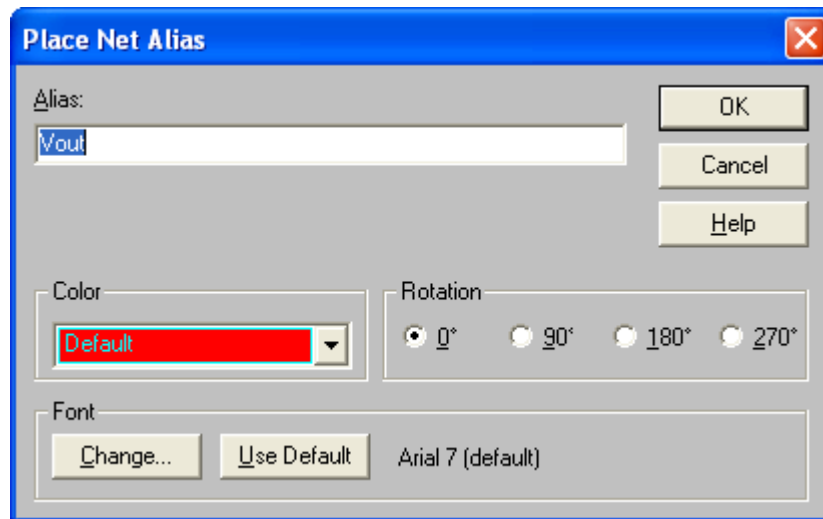 Place Net Alias
Alias:
Vout
OK
Cancel
Help
Color
Default
Rotation
0° 90° 180° 270°
Font
Change... Use Default Arial 7 (default)